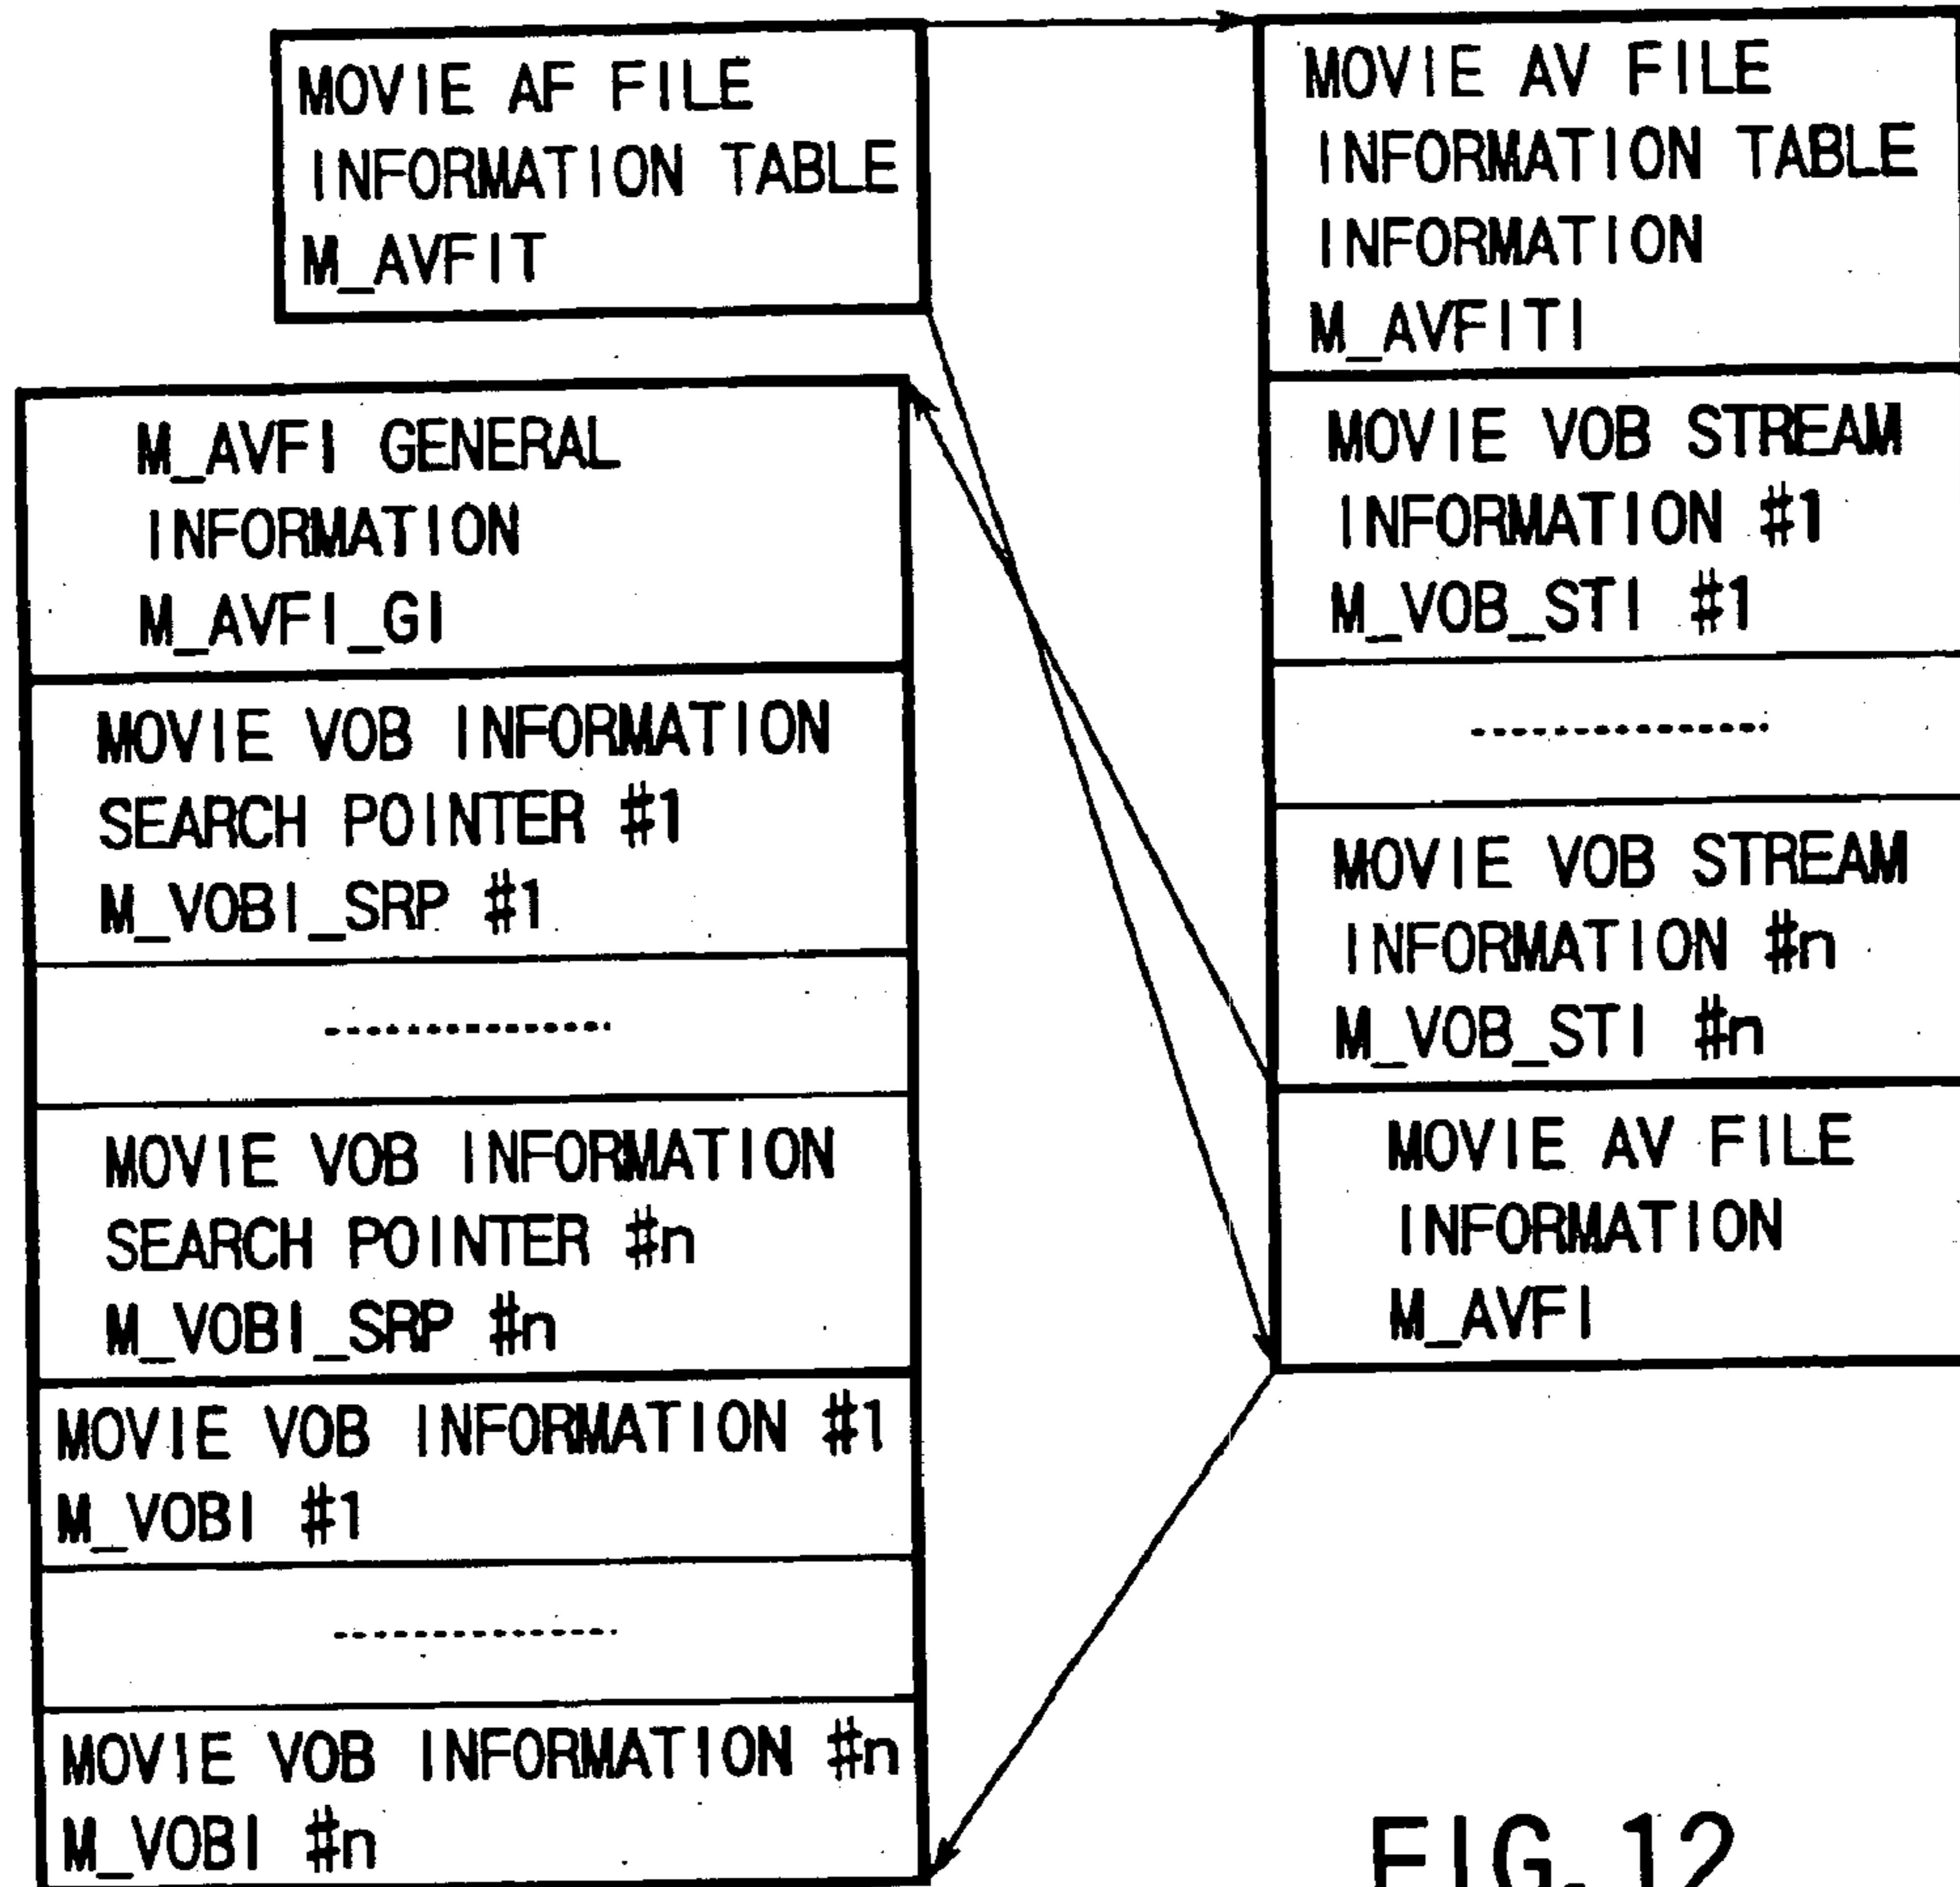 MOVIE AF FILE
INFORMATION TABLE
M_AVFIT
MOVIE AV FILE
INFORMATION TABLE
INFORMATION
M_AVFITI
MOVIE VOB STREAM
INFORMATION #1
M_VOB_STI #1
MOVIE VOB STREAM
INFORMATION #n
M_VOB_STI #n
MOVIE AV FILE
INFORMATION
M_AVFI
M_AVFI GENERAL
INFORMATION
M_AVFI_GI
MOVIE VOB INFORMATION
SEARCH POINTER #1
M_VOBI_SRP #1
MOVIE VOB INFORMATION
SEARCH POINTER #n
M_VOBI_SRP #n
MOVIE VOB INFORMATION #1
M_VOBI #1
MOVIE VOB INFORMATION #n
M_VOBI #n
FIG. 12